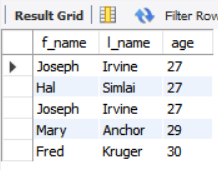 Result Grid Filter Row
f_name l_name age
Joseph Irvine 27
Hal Simlai 27
Joseph Irvine 27
Mary Anchor 29
Fred Kruger 30